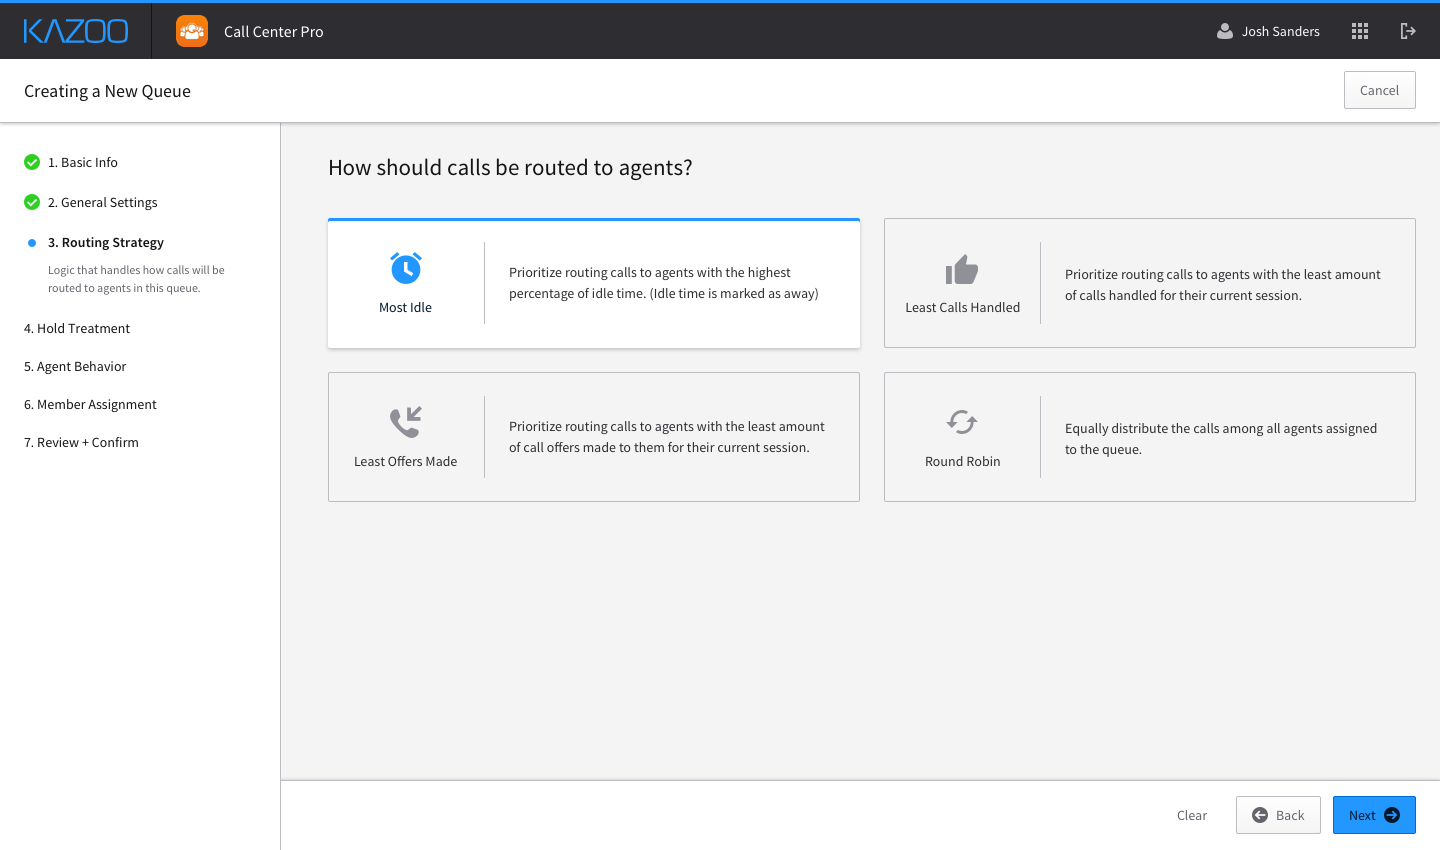 KAZOO
Call Center Pro
Josh Sanders
Creating a New Queue
Cancel
1. Basic Info
2. General Settings
3. Routing Strategy
Logic that handles how calls will be
routed to agents in this queue.
4. Hold Treatment
5. Agent Behavior
6. Member Assignment
7. Review + Confirm
How should calls be routed to agents?
Most Idle
Prioritize routing calls to agents with the highest
percentage of idle time. (Idle time is marked as away)
Least Calls Handled
Prioritize routing calls to agents with the least amount
of calls handled for their current session.
Least Offers Made
Prioritize routing calls to agents with the least amount
of call offers made to them for their current session.
Round Robin
Equally distribute the calls among all agents assigned
to the queue.
Clear
Back
Next